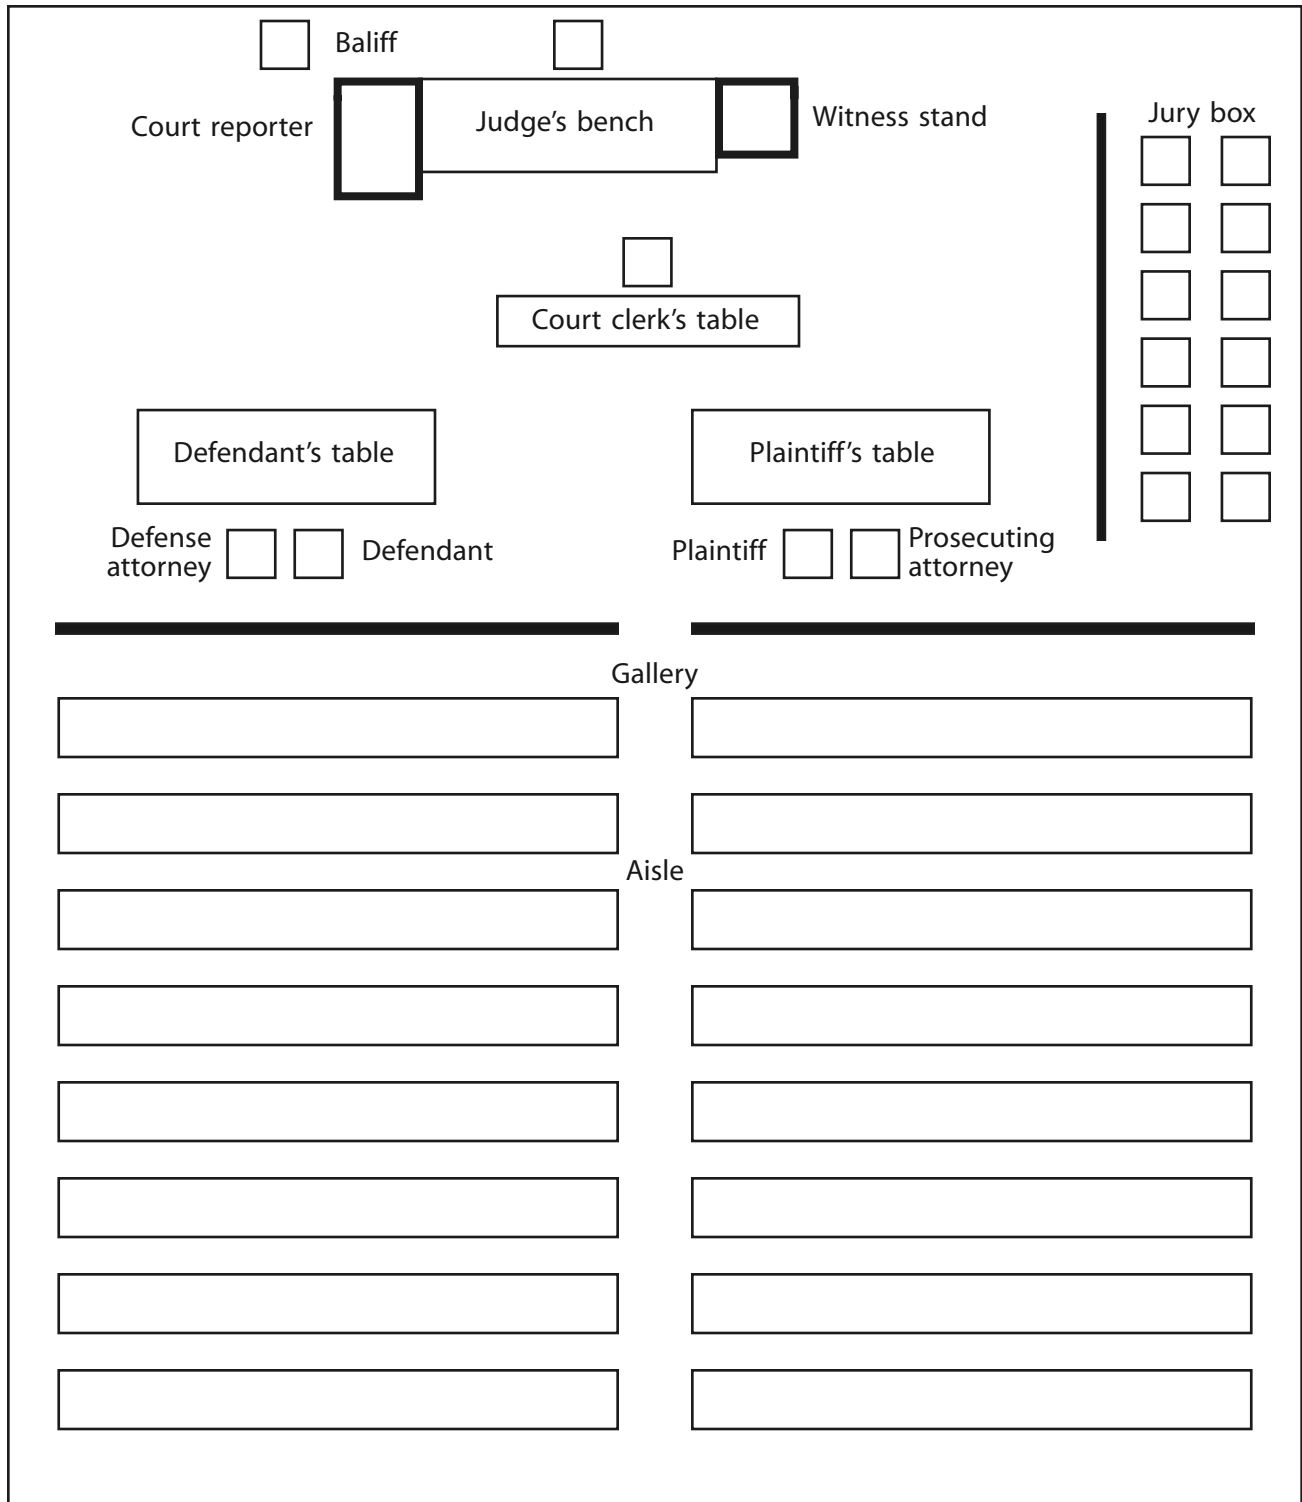 Baliff
Court reporter
Judge's bench
Witness stand
Jury box
Court clerk's table
Defendant's table
Plaintiff's table
Defense
attorney
Defendant
Plaintiff
Prosecuting
attorney
Gallery
Aisle